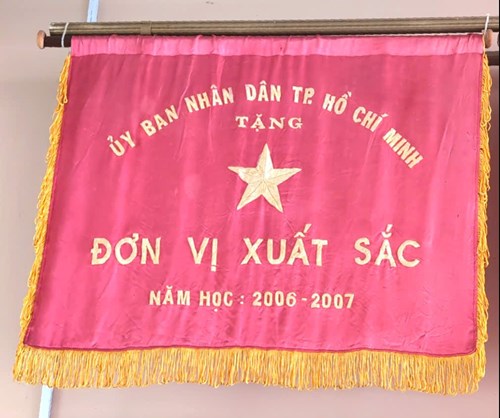 ỦY BAN NHÂN DÂN TP. HỒ CHÍ MINH
TẶNG
ĐƠN VỊ XUẤT SẮC
NĂM HỌC : 2006 - 2007